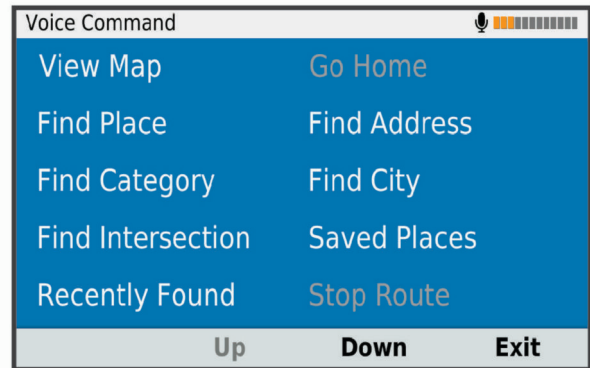 Voice Command
View Map Go Home
Find Place Find Address
Find Category Find City
Find Intersection Saved Places
Recently Found Stop Route
Up Down Exit